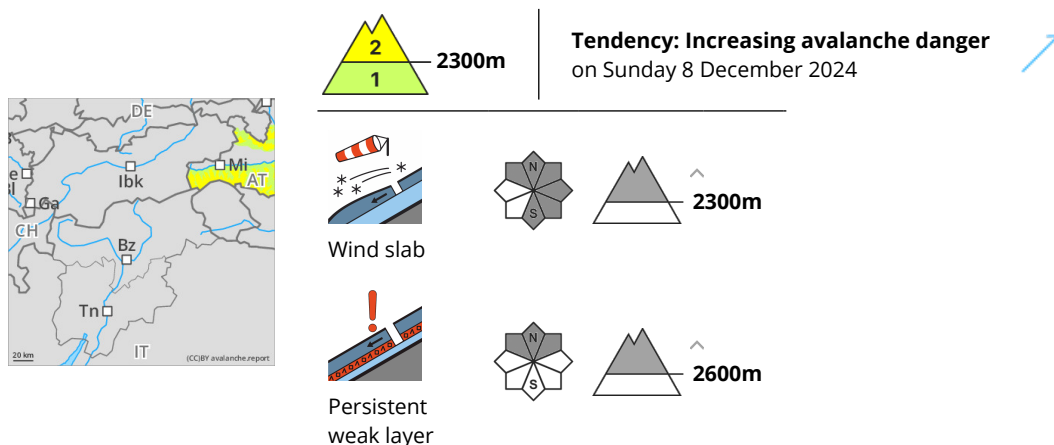 2
1
2300m
Tendency: Increasing avalanche danger
on Sunday 8 December 2024
DE
Mi
Ibk
AT
e
Ga
CH
Bz
Tn
IT
20 km
(CC)BY avalanche.report
N
S
2300m
Wind slab
N
S
2600m
Persistent
weak layer